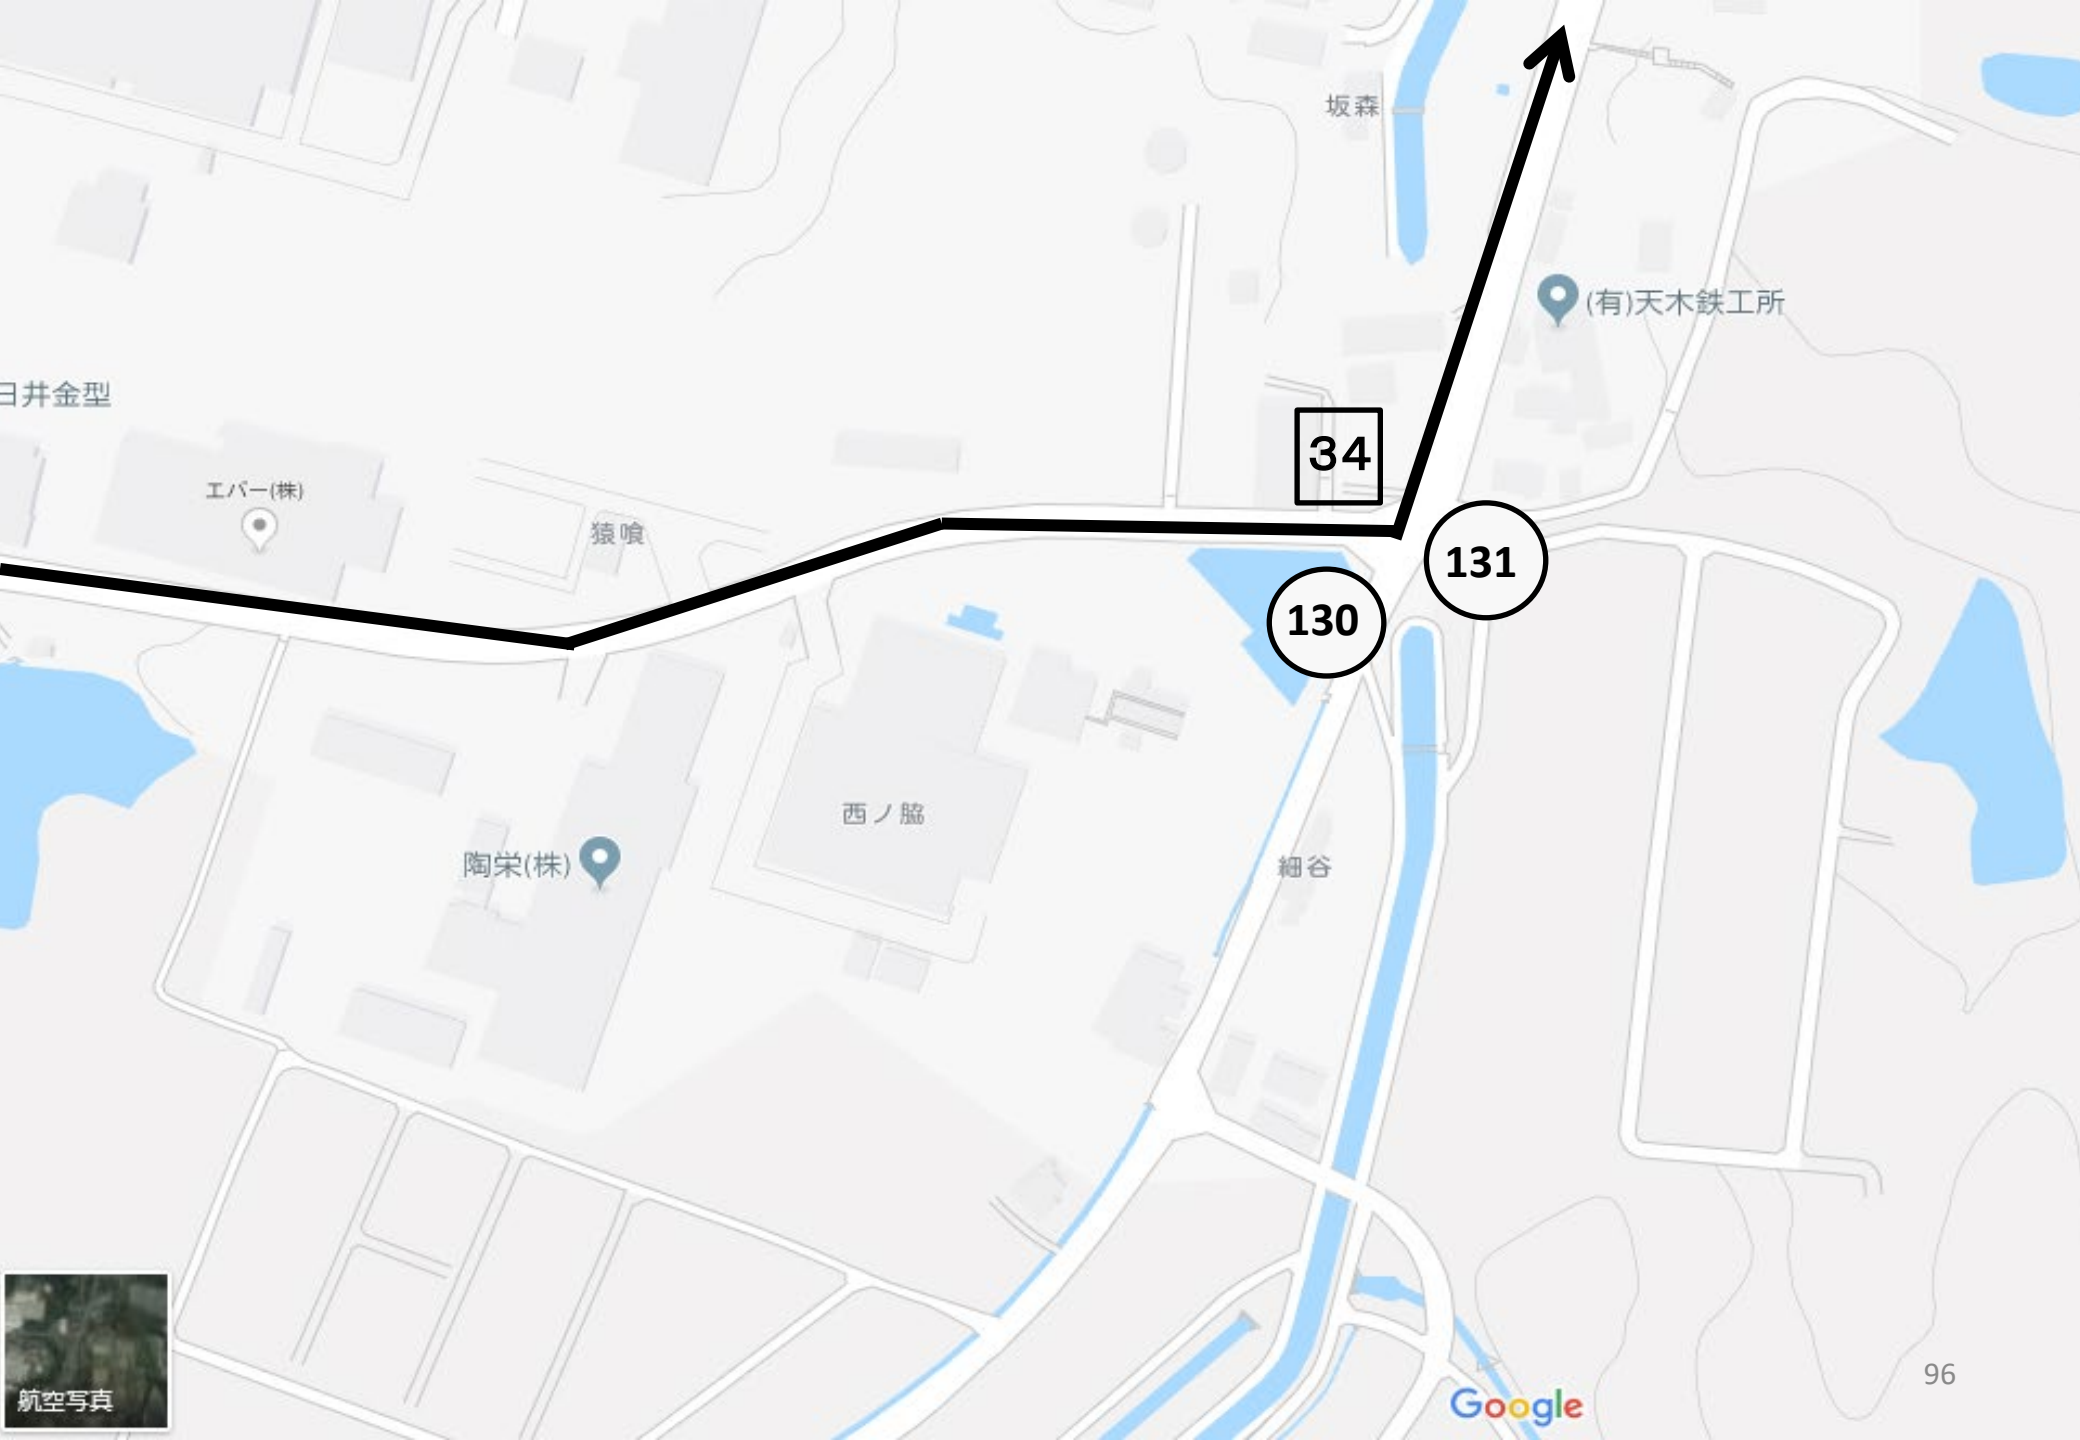 坂森
(有)天木鉄工所
日井金型
34
エバー(株)
猿喰
131
130
西ノ脇
陶栄(株)
細谷
96
航空写真
Google